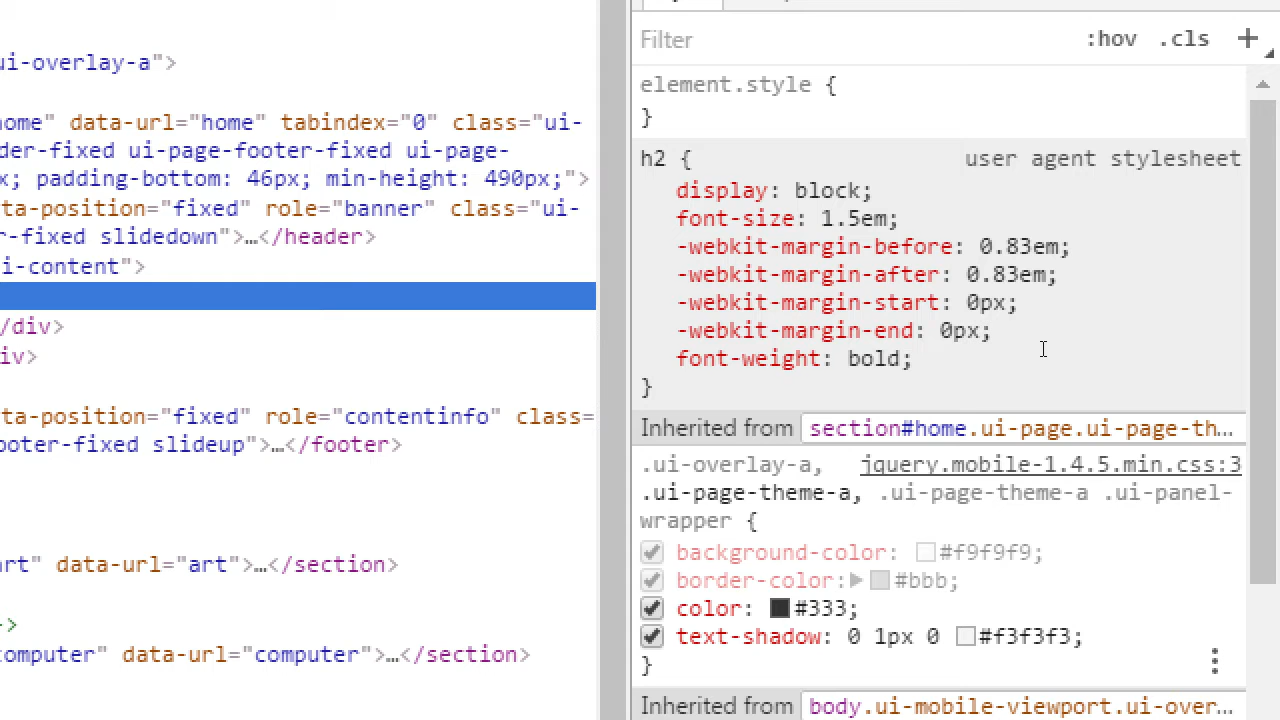 ui-overlay-a">
home" data-url="home" tabindex="0" class="ui-
der-fixed ui-page-footer-fixed ui-page-
x; padding-bottom: 46px; min-height: 490px;">
ta-position="fixed" role="banner" class="ui-
r-fixed slidedown">…</header>
i-content">
/div>
iv>
ta-position="fixed" role="contentinfo" class=
ooter-fixed slideup">…</footer>
art" data-url="art">…</section>
->
computer" data-url="computer">…</section>
Filter :hov .cls +
element.style {
}
h2 { user agent stylesheet
display: block;
font-size: 1.5em;
-webkit-margin-before: 0.83em;
-webkit-margin-after: 0.83em;
-webkit-margin-start: 0px;
-webkit-margin-end: 0px;
font-weight: bold;
}
Inherited from section#home.ui-page.ui-page-th…
.ui-overlay-a, jquery.mobile-1.4.5.min.css:3
.ui-page-theme-a, .ui-page-theme-a .ui-panel-
wrapper {
background-color: #f9f9f9;
border-color: #bbb;
color: #333;
text-shadow: 0 1px 0 #f3f3f3;
}
Inherited from body.ui-mobile-viewport.ui-over…